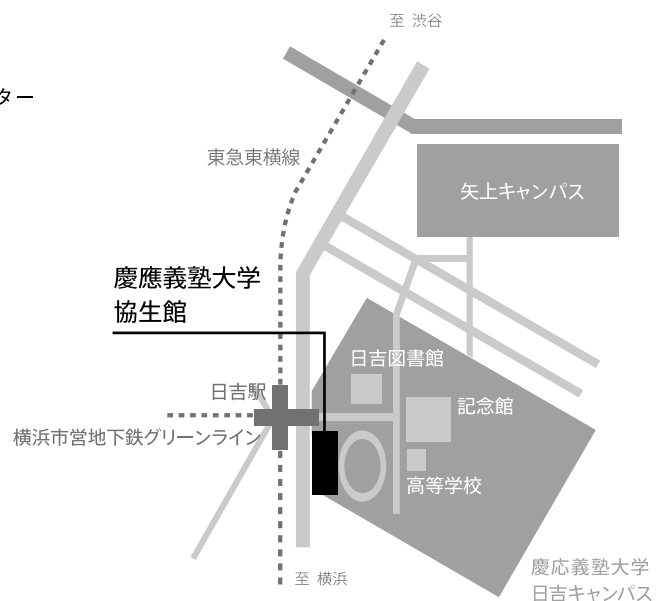 至 渋谷
ター
東急東横線
矢上キャンパス
慶應義塾大学
協生館
日吉図書館
日吉駅
記念館
横浜市営地下鉄グリーンライン
高等学校
慶応義塾大学
日吉キャンパス
至 横浜